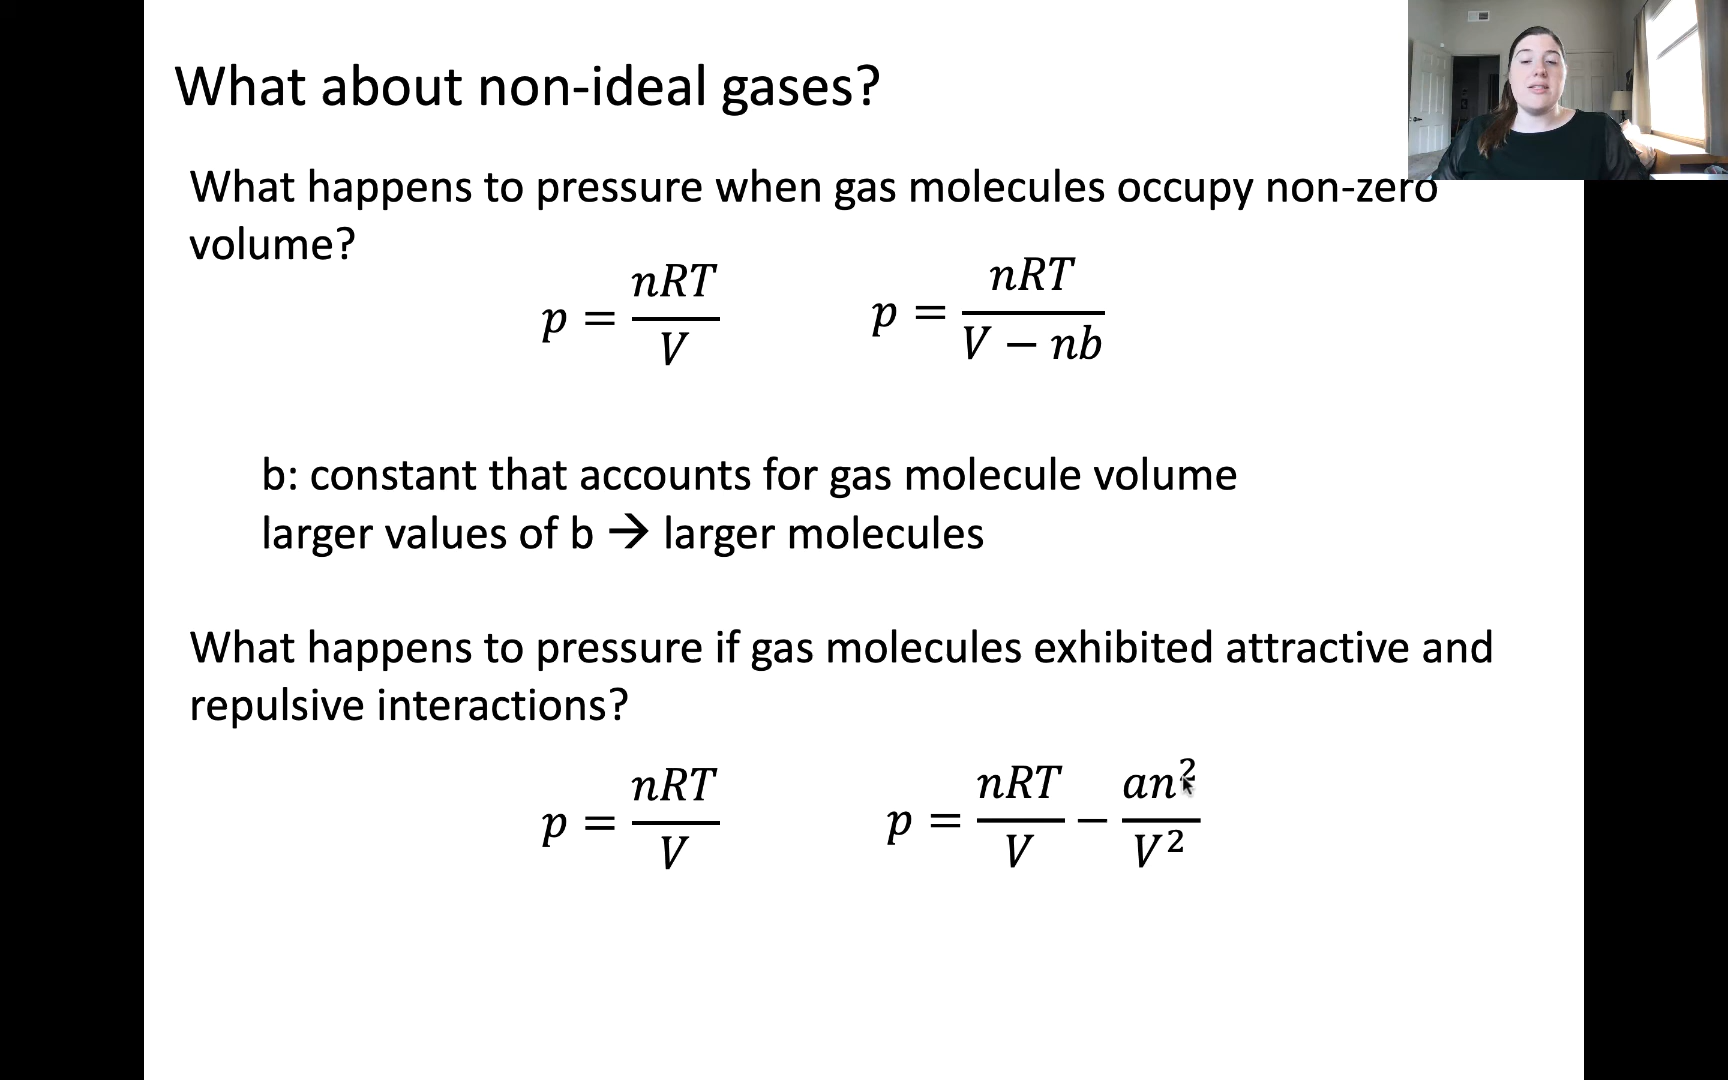 What about non-ideal gases?
What happens to pressure when gas molecules occupy non-zero
volume?
p = nRT/V p = nRT/(V − nb)
b: constant that accounts for gas molecule volume
larger values of b → larger molecules
What happens to pressure if gas molecules exhibited attractive and
repulsive interactions?
p = nRT/V p = nRT/V − an²/V²